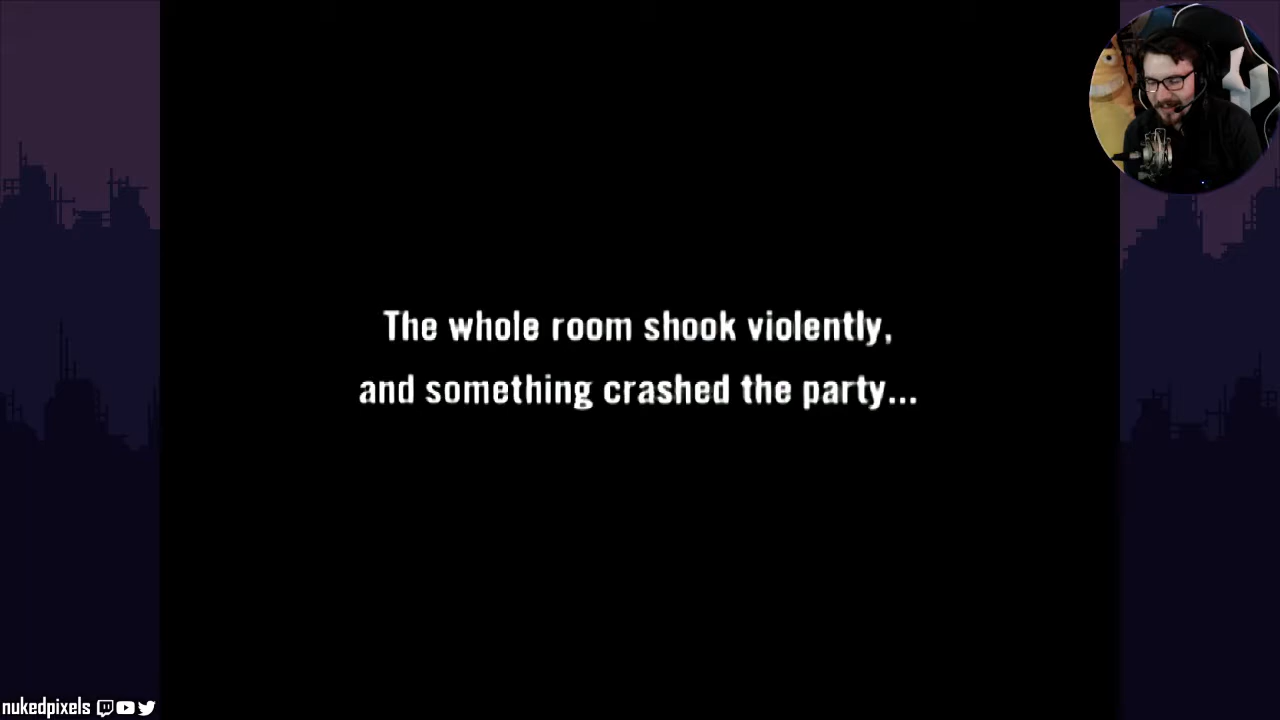 The whole room shook violently,
and something crashed the party...
nukedpixels